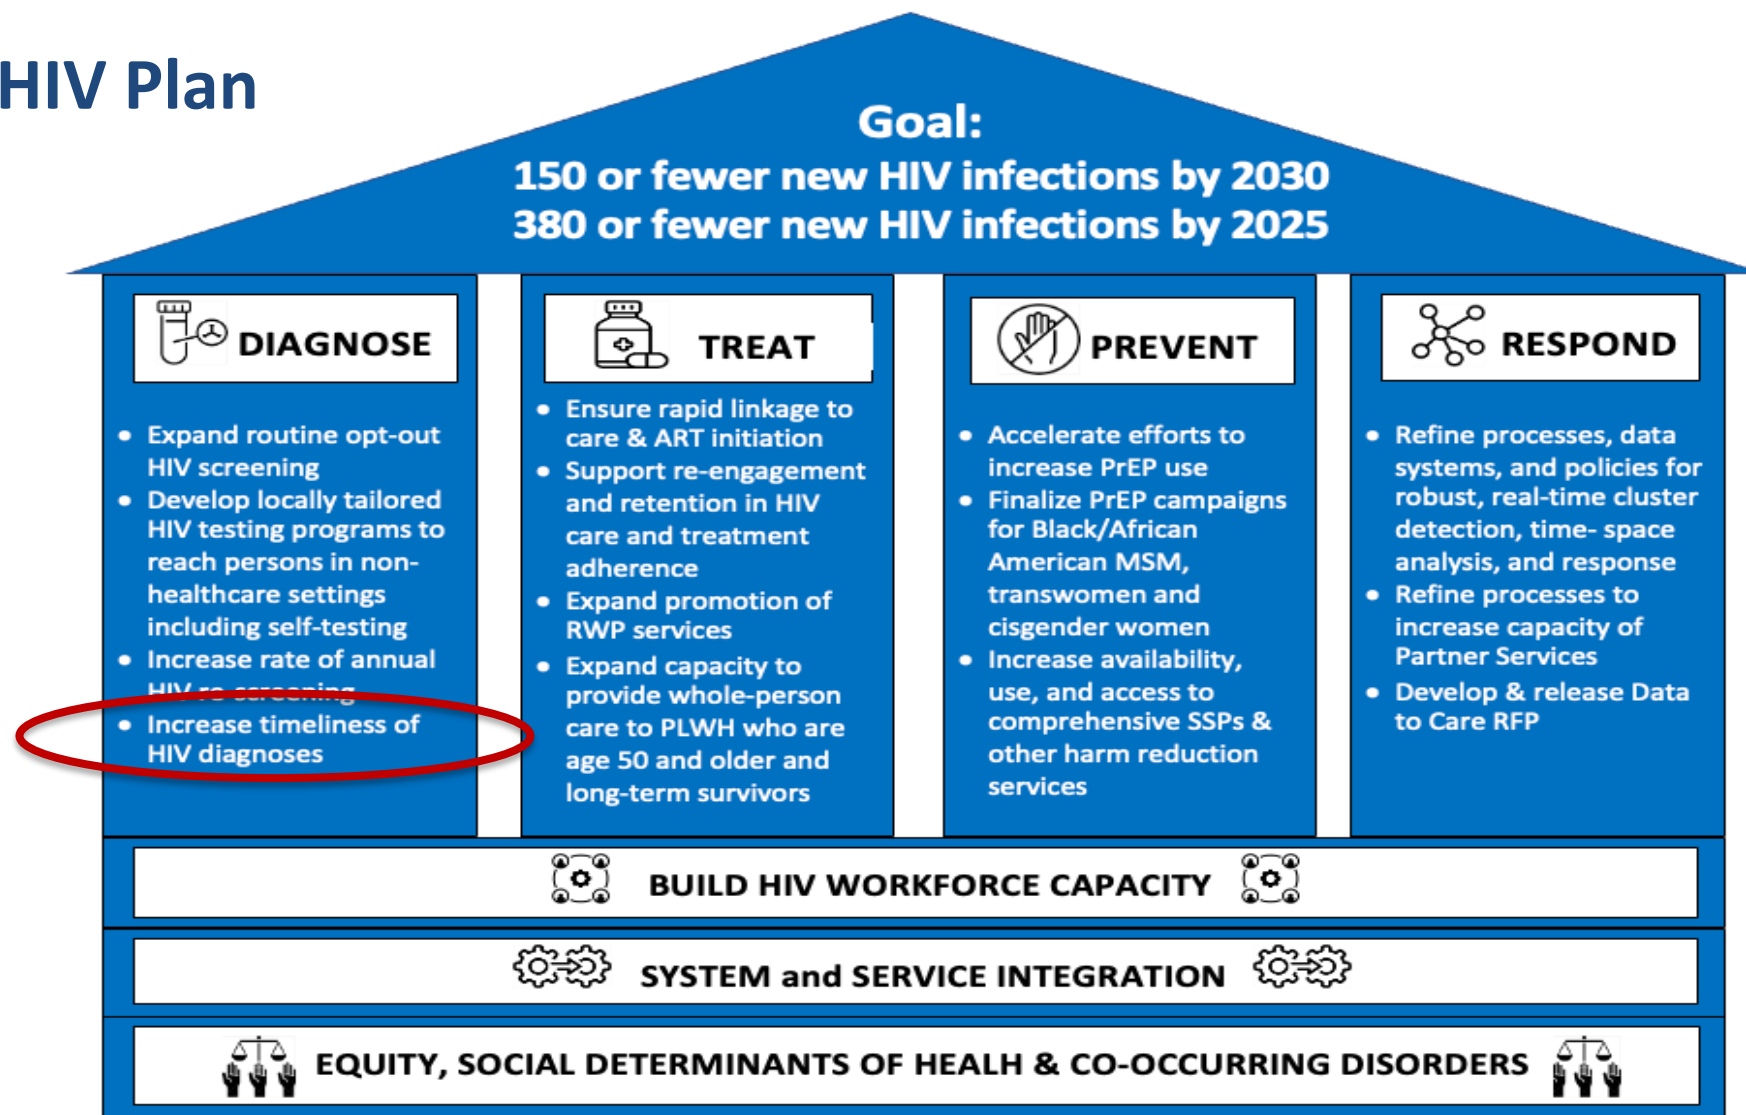 HIV Plan
Goal:
150 or fewer new HIV infections by 2030
380 or fewer new HIV infections by 2025
DIAGNOSE
• Expand routine opt-out
HIV screening
• Develop locally tailored
HIV testing programs to
reach persons in non-
healthcare settings
including self-testing
• Increase rate of annual
HIV re-screening
• Increase timeliness of
HIV diagnoses
TREAT
• Ensure rapid linkage to
care & ART initiation
• Support re-engagement
and retention in HIV
care and treatment
adherence
• Expand promotion of
RWP services
• Expand capacity to
provide whole-person
care to PLWH who are
age 50 and older and
long-term survivors
PREVENT
• Accelerate efforts to
increase PrEP use
• Finalize PrEP campaigns
for Black/African
American MSM,
transwomen and
cisgender women
• Increase availability,
use, and access to
comprehensive SSPs &
other harm reduction
services
RESPOND
• Refine processes, data
systems, and policies for
robust, real-time cluster
detection, time- space
analysis, and response
• Refine processes to
increase capacity of
Partner Services
• Develop & release Data
to Care RFP
BUILD HIV WORKFORCE CAPACITY
SYSTEM and SERVICE INTEGRATION
EQUITY, SOCIAL DETERMINANTS OF HEALH & CO-OCCURRING DISORDERS